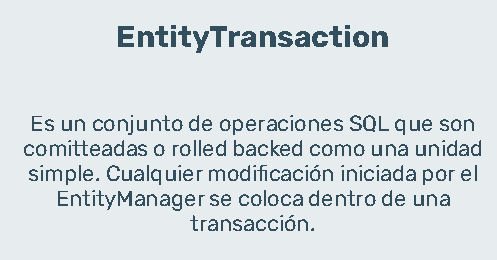 EntityTransaction
Es un conjunto de operaciones SQL que son
comitteadas o rolled backed como una unidad
simple. Cualquier modificación iniciada por el
EntityManager se coloca dentro de una
transacción.